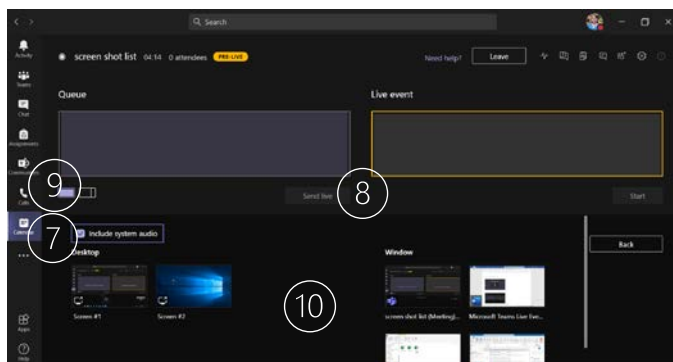 Search
Activity
screen shot list 04:14 0 attendees PRE-LIVE
Need help?
Leave
Teams
Queue
Live event
Chat
Assignments
9
Calls
8
Send live
Start
Calendar
7
Include system audio
Back
Desktop
Window
10
Screen #1
Screen #2
screen shot list (Meeting)...
Microsoft Teams Live Eve...
Apps
Help